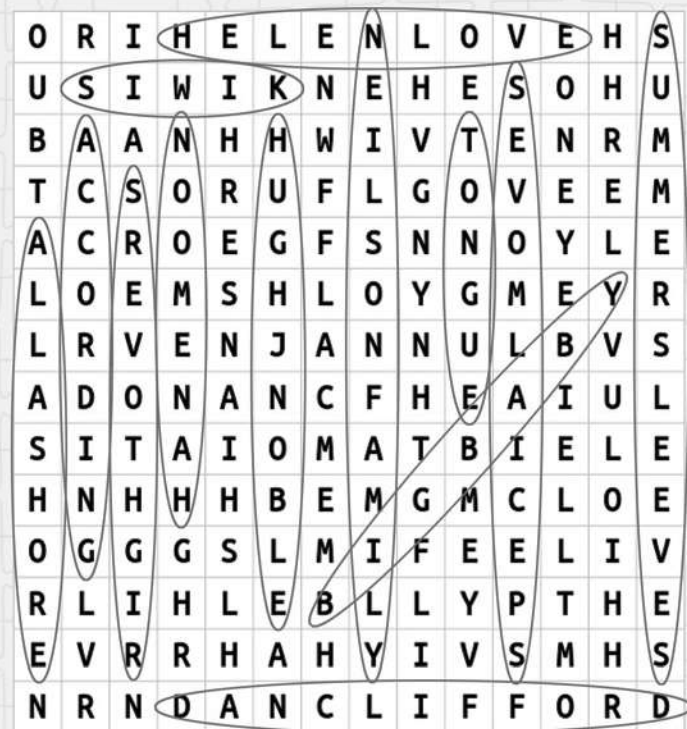 O R I H E L E N L O V E H S
U S I W I K N E H E S O H U
B A A N H H W I V T E N R M
T C S O R U F L G O V E E M
A C R O E G F S N N O Y L E
L O E M S H L O Y G M E Y R
L R V E N J A N N U L B V S
A D O N A N C F H E A I U L
S I T A I O M A T B I E L E
H N H H H B E M G M C L O E
O G G G S L M I F E E L I V
R L I H L E B L L Y P T H E
E V R R H A H Y I V S M H S
N R N D A N C L I F F O R D